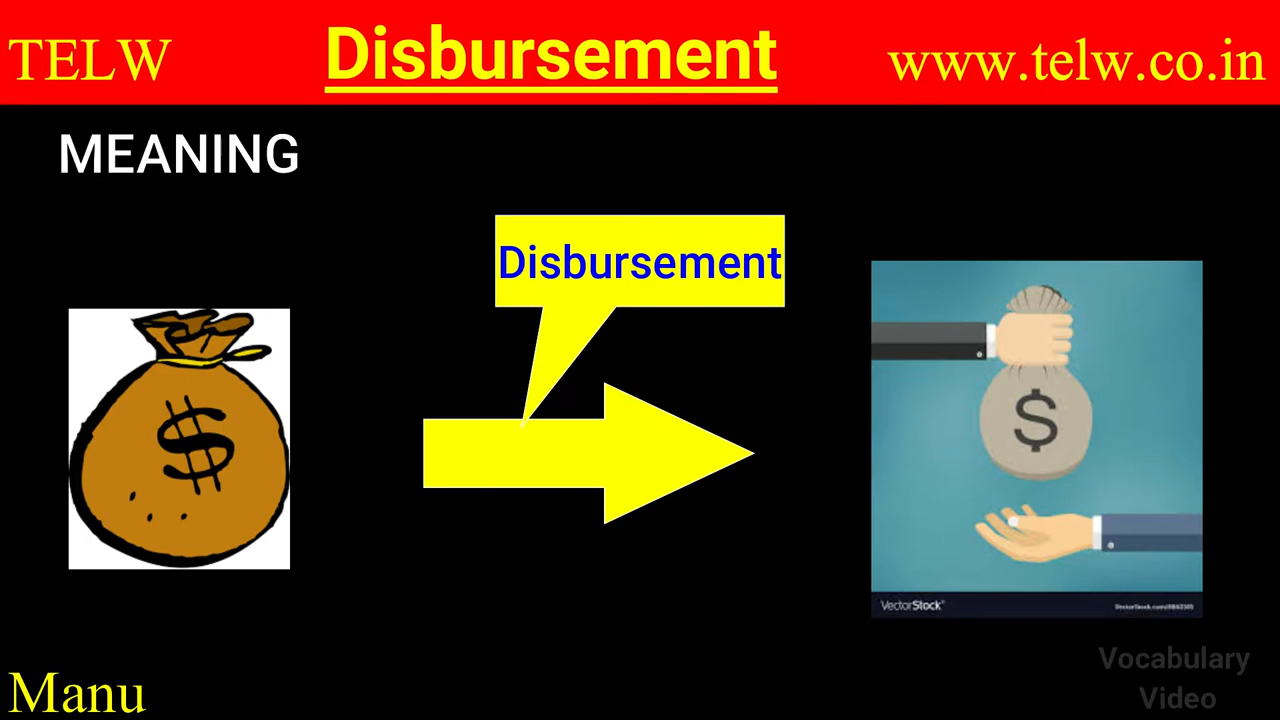 TELW
Disbursement
www.telw.co.in
MEANING
Disbursement
$
$
VectorStock
Vocabulary
Video
Manu